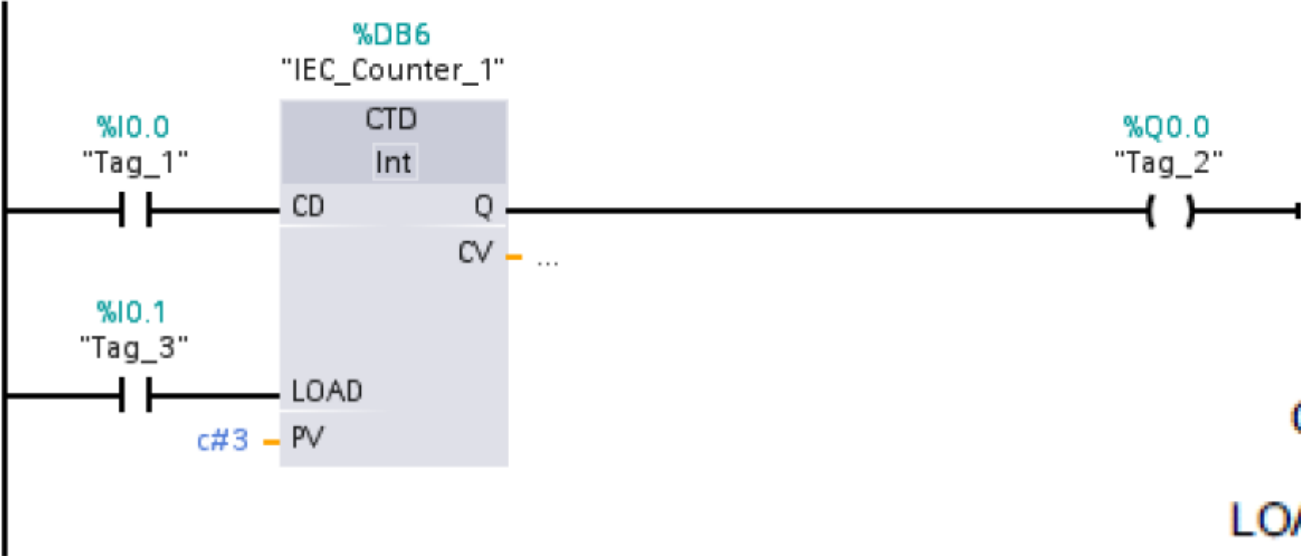 %DB6
"IEC_Counter_1"
CTD
Int
%I0.0
"Tag_1"
%Q0.0
"Tag_2"
CD Q
CV ...
%I0.1
"Tag_3"
LOAD
c#3 PV